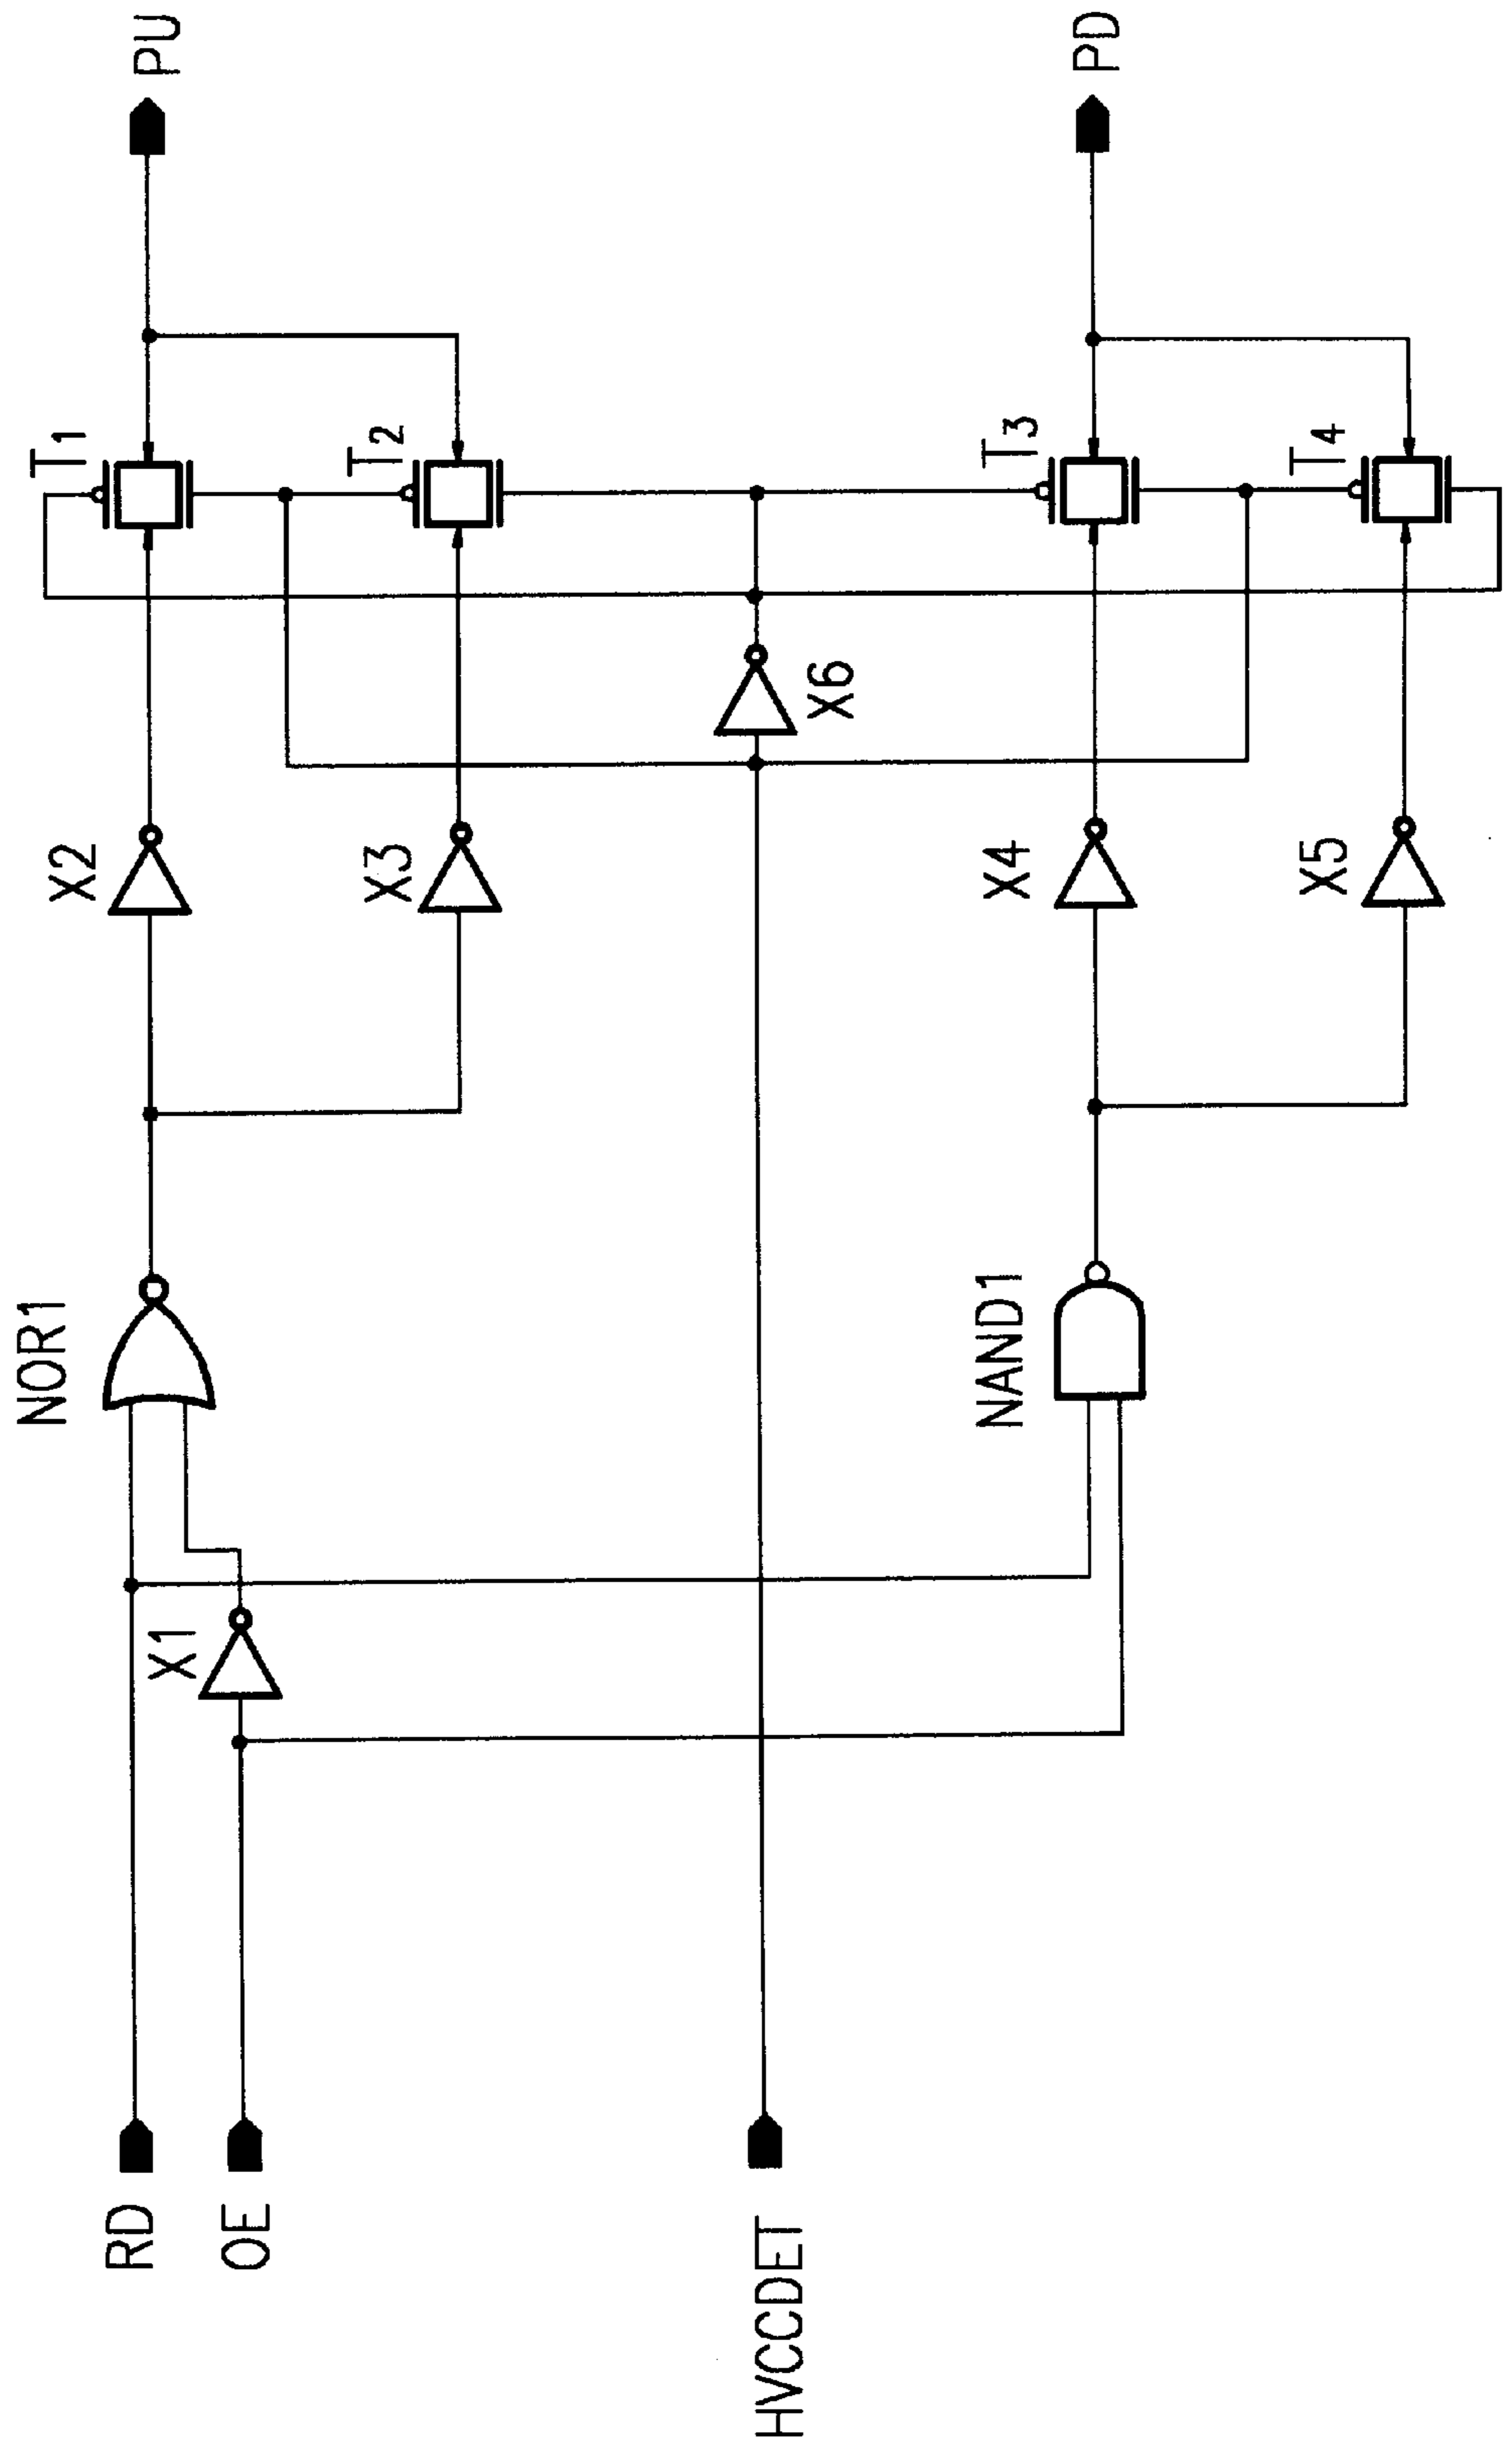 RD
OE
HVCCDET
X1
NOR1
NAND1
X2
X3
X4
X5
X6
T1
T2
T3
T4
PU
PD